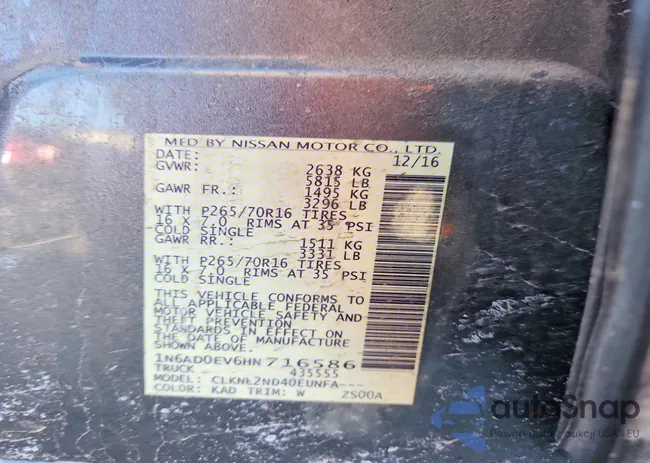 MFD BY NISSAN MOTOR CO., LTD.
DATE: 12/16
GVWR: 2638 KG
5815 LB
GAWR FR.: 1495 KG
3296 LB
WITH P265/70R16 TIRES
16 X 7.0 RIMS AT 35 PSI
COLD SINGLE
GAWR RR.: 1511 KG
3331 LB
WITH P265/70R16 TIRES
16 X 7.0 RIMS AT 35 PSI
COLD SINGLE
THIS VEHICLE CONFORMS TO
ALL APPLICABLE FEDERAL
MOTOR VEHICLE SAFETY AND
THEFT PREVENTION
STANDARDS IN EFFECT ON
THE DATE OF MANUFACTURE
SHOWN ABOVE.
1N6AD0EV6HN716586
TRUCK 435555
MODEL: CLKNL2ND40EUNFA---
COLOR: KAD TRIM: W 2S00A
autoSnap
aukcji USA i EU